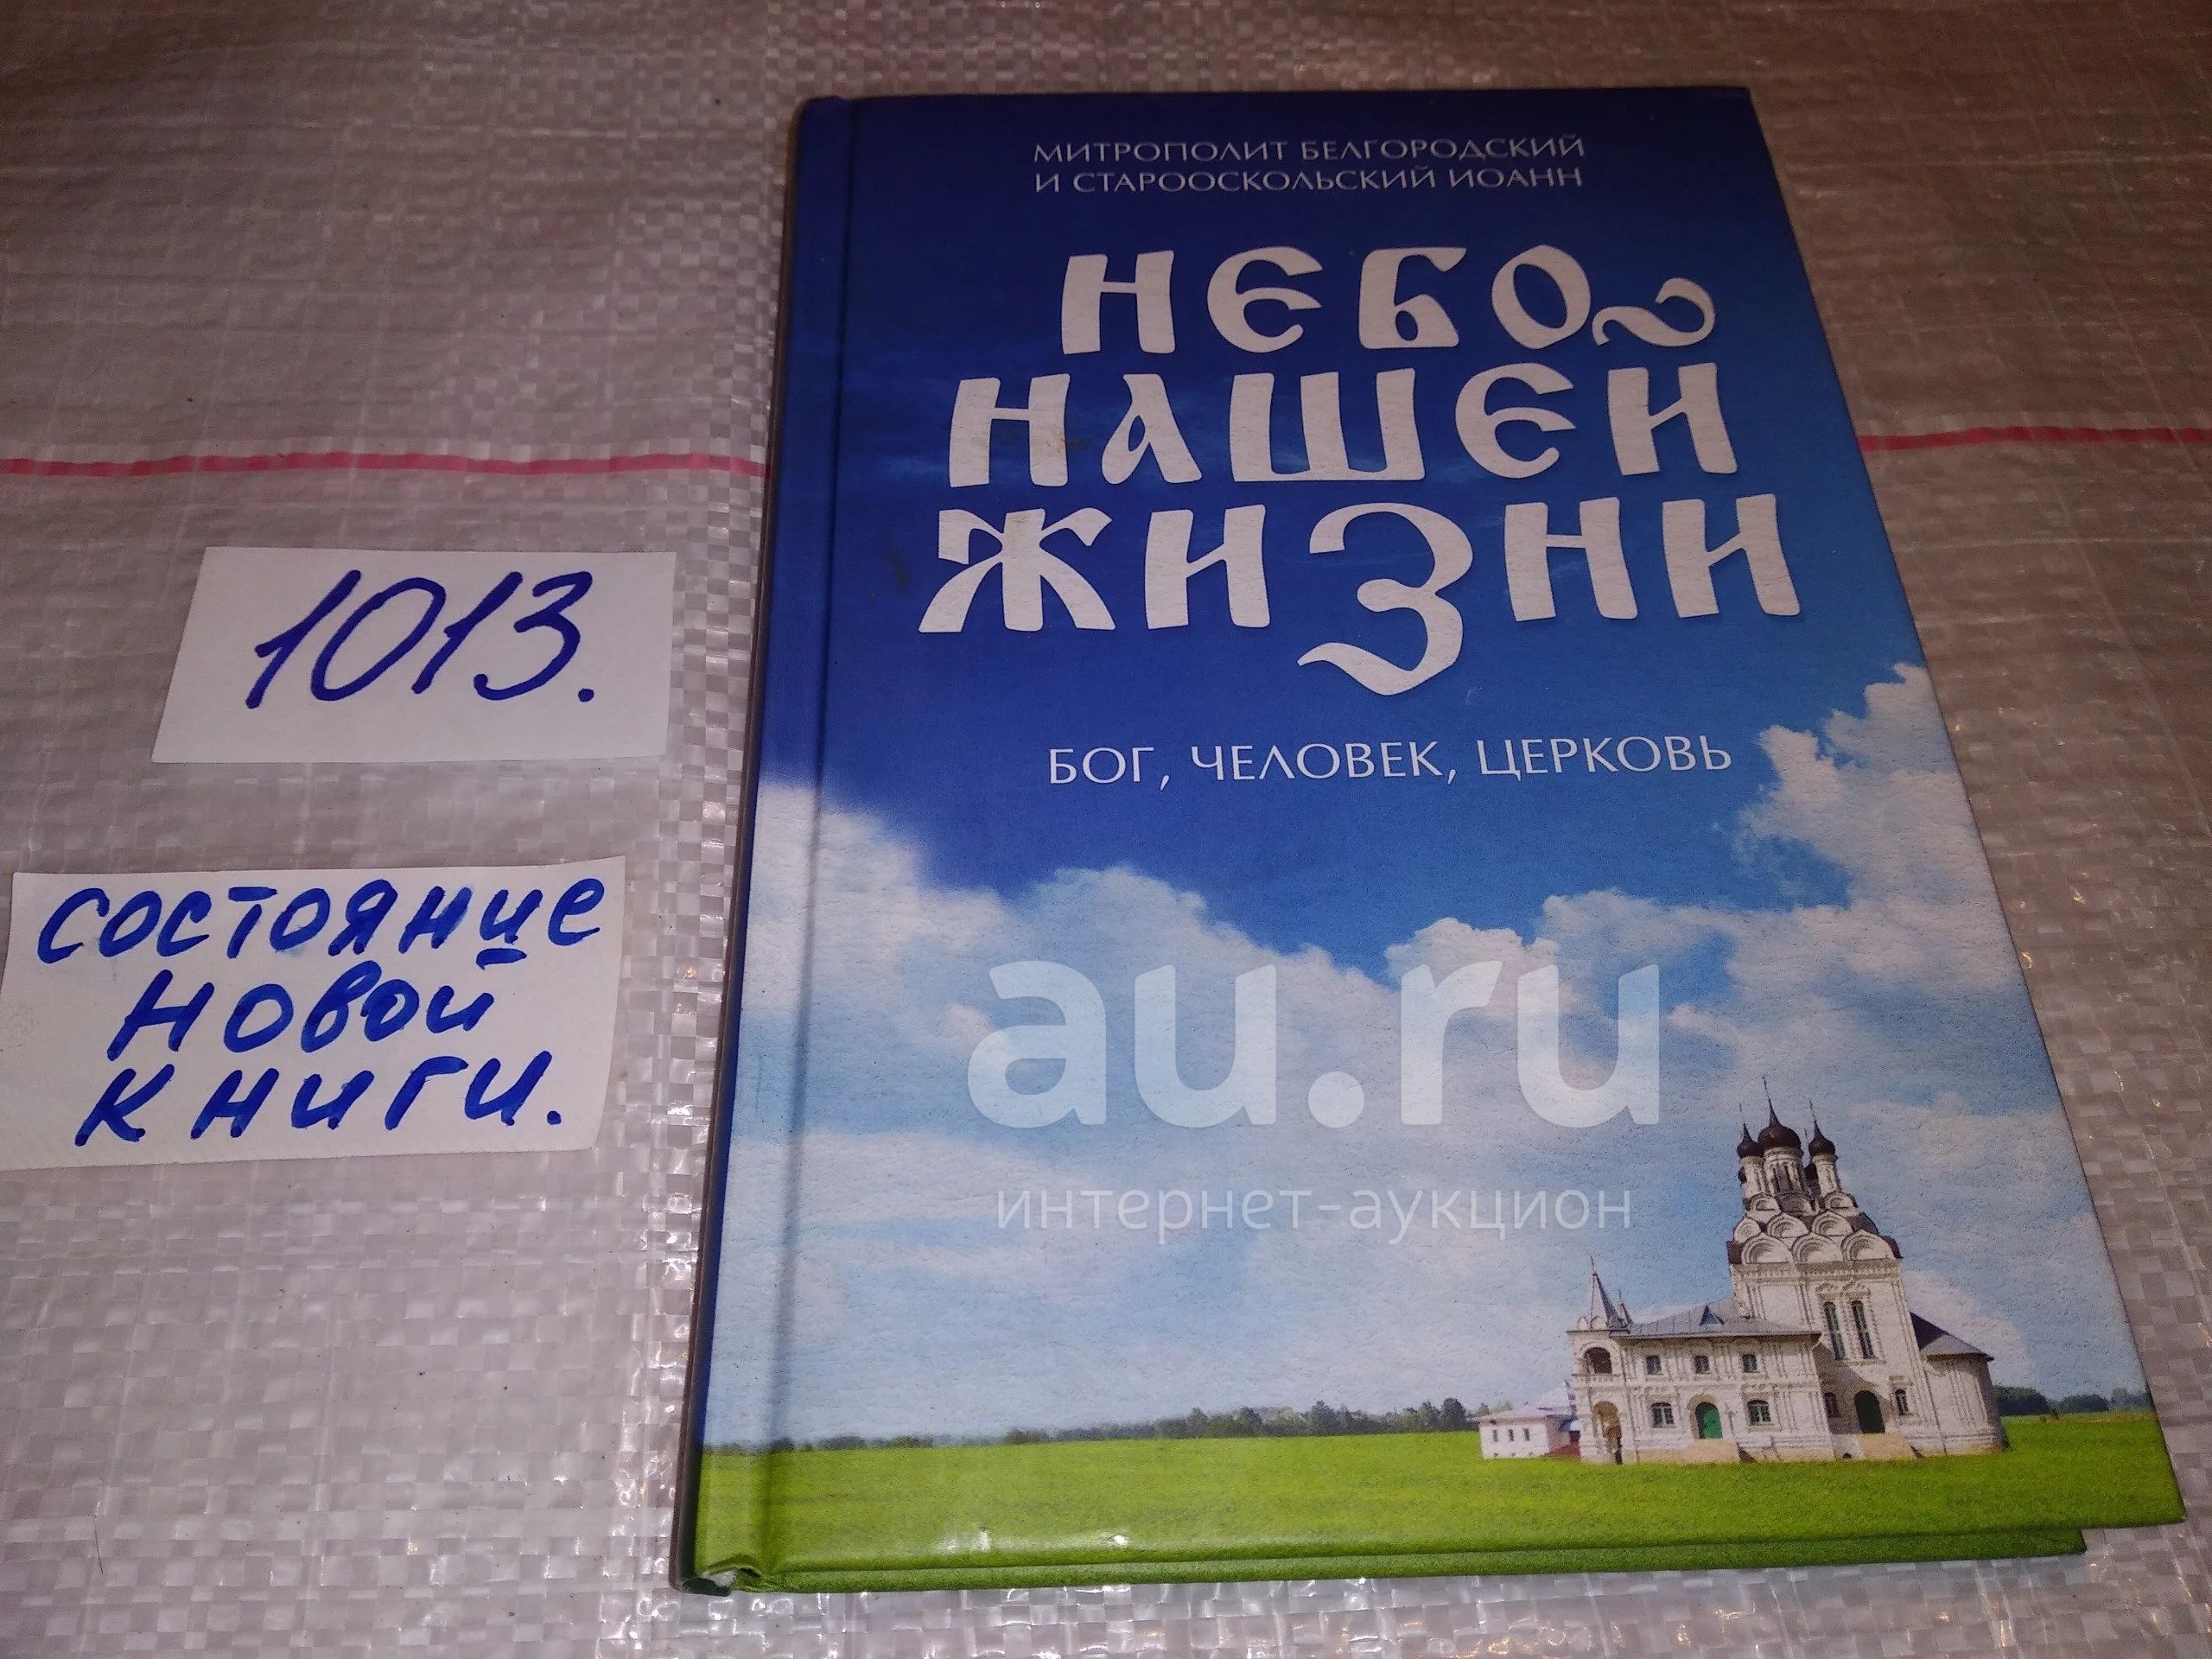 МИТРОПОЛИТ БЕЛГОРОДСКИЙ
И СТАРООСКОЛЬСКИЙ ИОАНН
НЕБО
НАШЕЙ
ЖИЗНИ
БОГ, ЧЕЛОВЕК, ЦЕРКОВЬ
1013.
состояние
новой
книги.
au.ru
интернет-аукцион